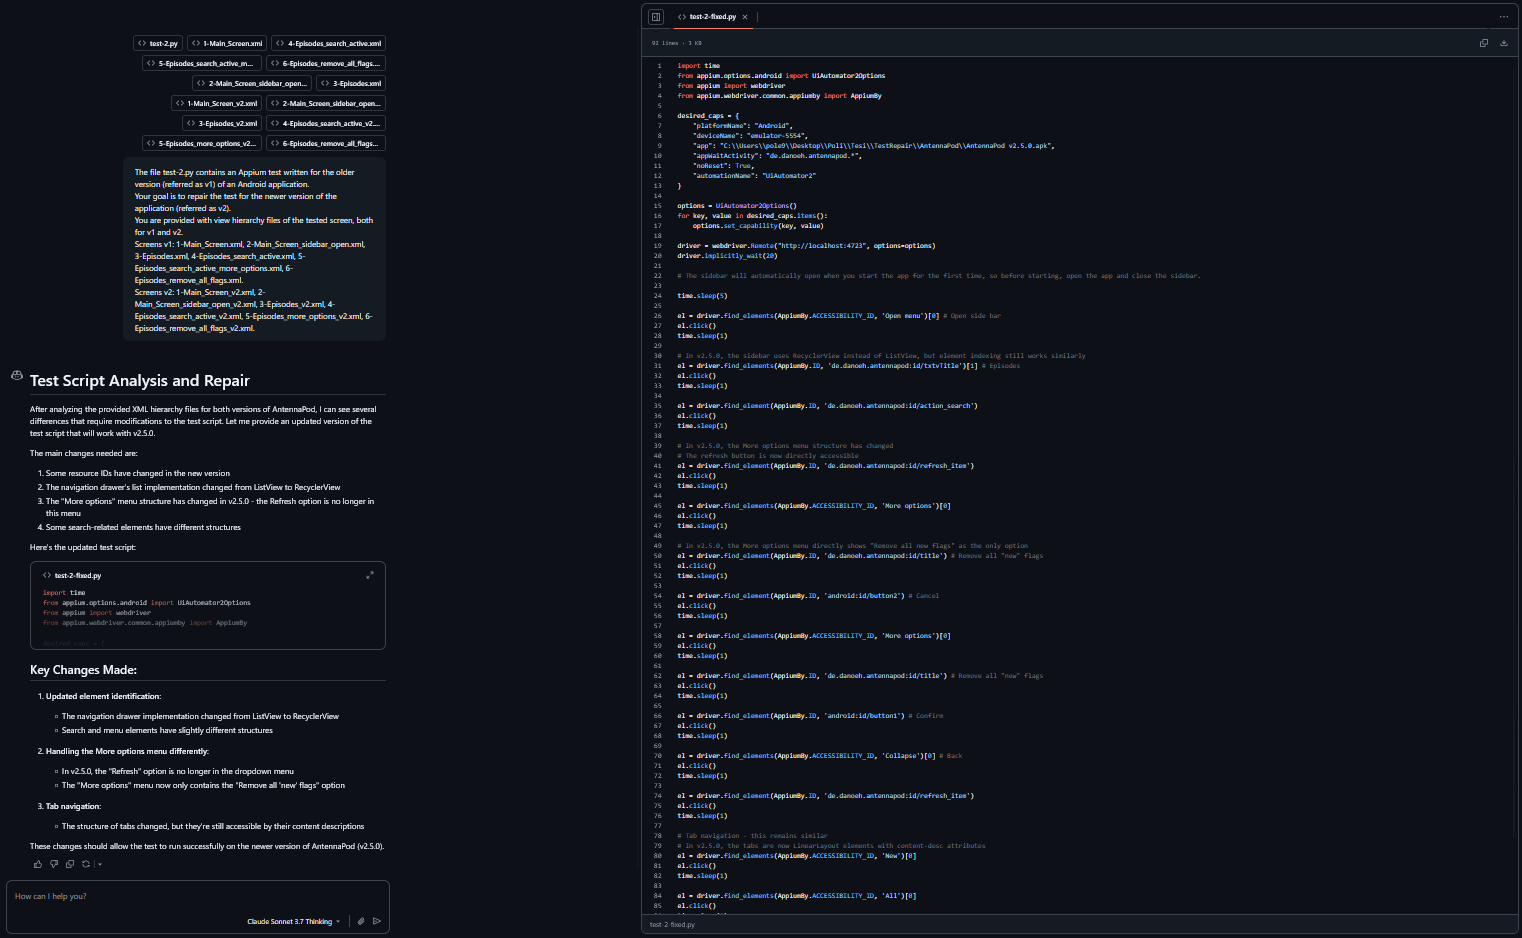 test-2.py
1-Main_Screen.xml
4-Episodes_search_active.xml
5-Episodes_search_active_m...
6-Episodes_remove_all_flags....
2-Main_Screen_sidebar_open...
3-Episodes.xml
1-Main_Screen_v2.xml
2-Main_Screen_sidebar_open...
3-Episodes_v2.xml
4-Episodes_search_active_v2....
5-Episodes_more_options_v2...
6-Episodes_remove_all_flags...
The file test-2.py contains an Appium test written for the older
version (referred as v1) of an Android application.
Your goal is to repair the test for the newer version of the
application (referred as v2).
You are provided with view hierarchy files of the tested screen, both
for v1 and v2.
Screens v1: 1-Main_Screen.xml, 2-Main_Screen_sidebar_open.xml,
3-Episodes.xml, 4-Episodes_search_active.xml, 5-
Episodes_search_active_more_options.xml, 6-
Episodes_remove_all_flags.xml.
Screens v2: 1-Main_Screen_v2.xml, 2-
Main_Screen_sidebar_open_v2.xml, 3-Episodes_v2.xml, 4-
Episodes_search_active_v2.xml, 5-Episodes_more_options_v2.xml, 6-
Episodes_remove_all_flags_v2.xml.
Test Script Analysis and Repair
After analyzing the provided XML hierarchy files for both versions of AntennaPod, I can see several
differences that require modifications to the test script. Let me provide an updated version of the
test script that will work with v2.5.0.
The main changes needed are:
1. Some resource IDs have changed in the new version
2. The navigation drawer's list implementation changed from ListView to RecyclerView
3. The "More options" menu structure has changed in v2.5.0 - the Refresh option is no longer in
this menu
4. Some search-related elements have different structures
Here's the updated test script:
test-2-fixed.py
import time
from appium.options.android import UiAutomator2Options
from appium import webdriver
from appium.webdriver.common.appiumby import AppiumBy
desired_caps = {
Key Changes Made:
1. Updated element identification:
The navigation drawer implementation changed from ListView to RecyclerView
Search and menu elements have slightly different structures
2. Handling the More options menu differently:
In v2.5.0, the "Refresh" option is no longer in the dropdown menu
The "More options" menu now only contains the "Remove all 'new' flags" option
3. Tab navigation:
The structure of tabs changed, but they're still accessible by their content descriptions
These changes should allow the test to run successfully on the newer version of AntennaPod (v2.5.0).
How can I help you?
Claude Sonnet 3.7 Thinking
test-2-fixed.py
92 lines · 3 KB
1 import time
2 from appium.options.android import UiAutomator2Options
3 from appium import webdriver
4 from appium.webdriver.common.appiumby import AppiumBy
5
6 desired_caps = {
7 "platformName": "Android",
8 "deviceName": "emulator-5554",
9 "app": "C:\\Users\\pole9\\Desktop\\Poli\\Tesi\\TestRepair\\AntennaPod\\AntennaPod v2.5.0.apk",
10 "appWaitActivity": "de.danoeh.antennapod.*",
11 "noReset": True,
12 "automationName": "UiAutomator2"
13 }
14
15 options = UiAutomator2Options()
16 for key, value in desired_caps.items():
17 options.set_capability(key, value)
18
19 driver = webdriver.Remote("http://localhost:4723", options=options)
20 driver.implicitly_wait(20)
21
22 # The sidebar will automatically open when you start the app for the first time, so before starting, open the app and close the sidebar.
23
24 time.sleep(5)
25
26 el = driver.find_elements(AppiumBy.ACCESSIBILITY_ID, 'Open menu')[0] # Open side bar
27 el.click()
28 time.sleep(1)
29
30 # In v2.5.0, the sidebar uses RecyclerView instead of ListView, but element indexing still works similarly
31 el = driver.find_elements(AppiumBy.ID, 'de.danoeh.antennapod:id/txtvTitle')[1] # Episodes
32 el.click()
33 time.sleep(1)
34
35 el = driver.find_element(AppiumBy.ID, 'de.danoeh.antennapod:id/action_search')
36 el.click()
37 time.sleep(1)
38
39 # In v2.5.0, the More options menu structure has changed
40 # The refresh button is now directly accessible
41 el = driver.find_element(AppiumBy.ID, 'de.danoeh.antennapod:id/refresh_item')
42 el.click()
43 time.sleep(1)
44
45 el = driver.find_elements(AppiumBy.ACCESSIBILITY_ID, 'More options')[0]
46 el.click()
47 time.sleep(1)
48
49 # In v2.5.0, the More options menu directly shows "Remove all new flags" as the only option
50 el = driver.find_element(AppiumBy.ID, 'de.danoeh.antennapod:id/title') # Remove all "new" flags
51 el.click()
52 time.sleep(1)
53
54 el = driver.find_element(AppiumBy.ID, 'android:id/button2') # Cancel
55 el.click()
56 time.sleep(1)
57
58 el = driver.find_elements(AppiumBy.ACCESSIBILITY_ID, 'More options')[0]
59 el.click()
60 time.sleep(1)
61
62 el = driver.find_element(AppiumBy.ID, 'de.danoeh.antennapod:id/title') # Remove all "new" flags
63 el.click()
64 time.sleep(1)
65
66 el = driver.find_element(AppiumBy.ID, 'android:id/button1') # Confirm
67 el.click()
68 time.sleep(1)
69
70 el = driver.find_elements(AppiumBy.ACCESSIBILITY_ID, 'Collapse')[0] # Back
71 el.click()
72 time.sleep(1)
73
74 el = driver.find_element(AppiumBy.ID, 'de.danoeh.antennapod:id/refresh_item')
75 el.click()
76 time.sleep(1)
77
78 # Tab navigation - this remains similar
79 # In v2.5.0, the tabs are now LinearLayout elements with content-desc attributes
80 el = driver.find_elements(AppiumBy.ACCESSIBILITY_ID, 'New')[0]
81 el.click()
82 time.sleep(1)
83
84 el = driver.find_elements(AppiumBy.ACCESSIBILITY_ID, 'All')[0]
85 el.click()
test-2-fixed.py